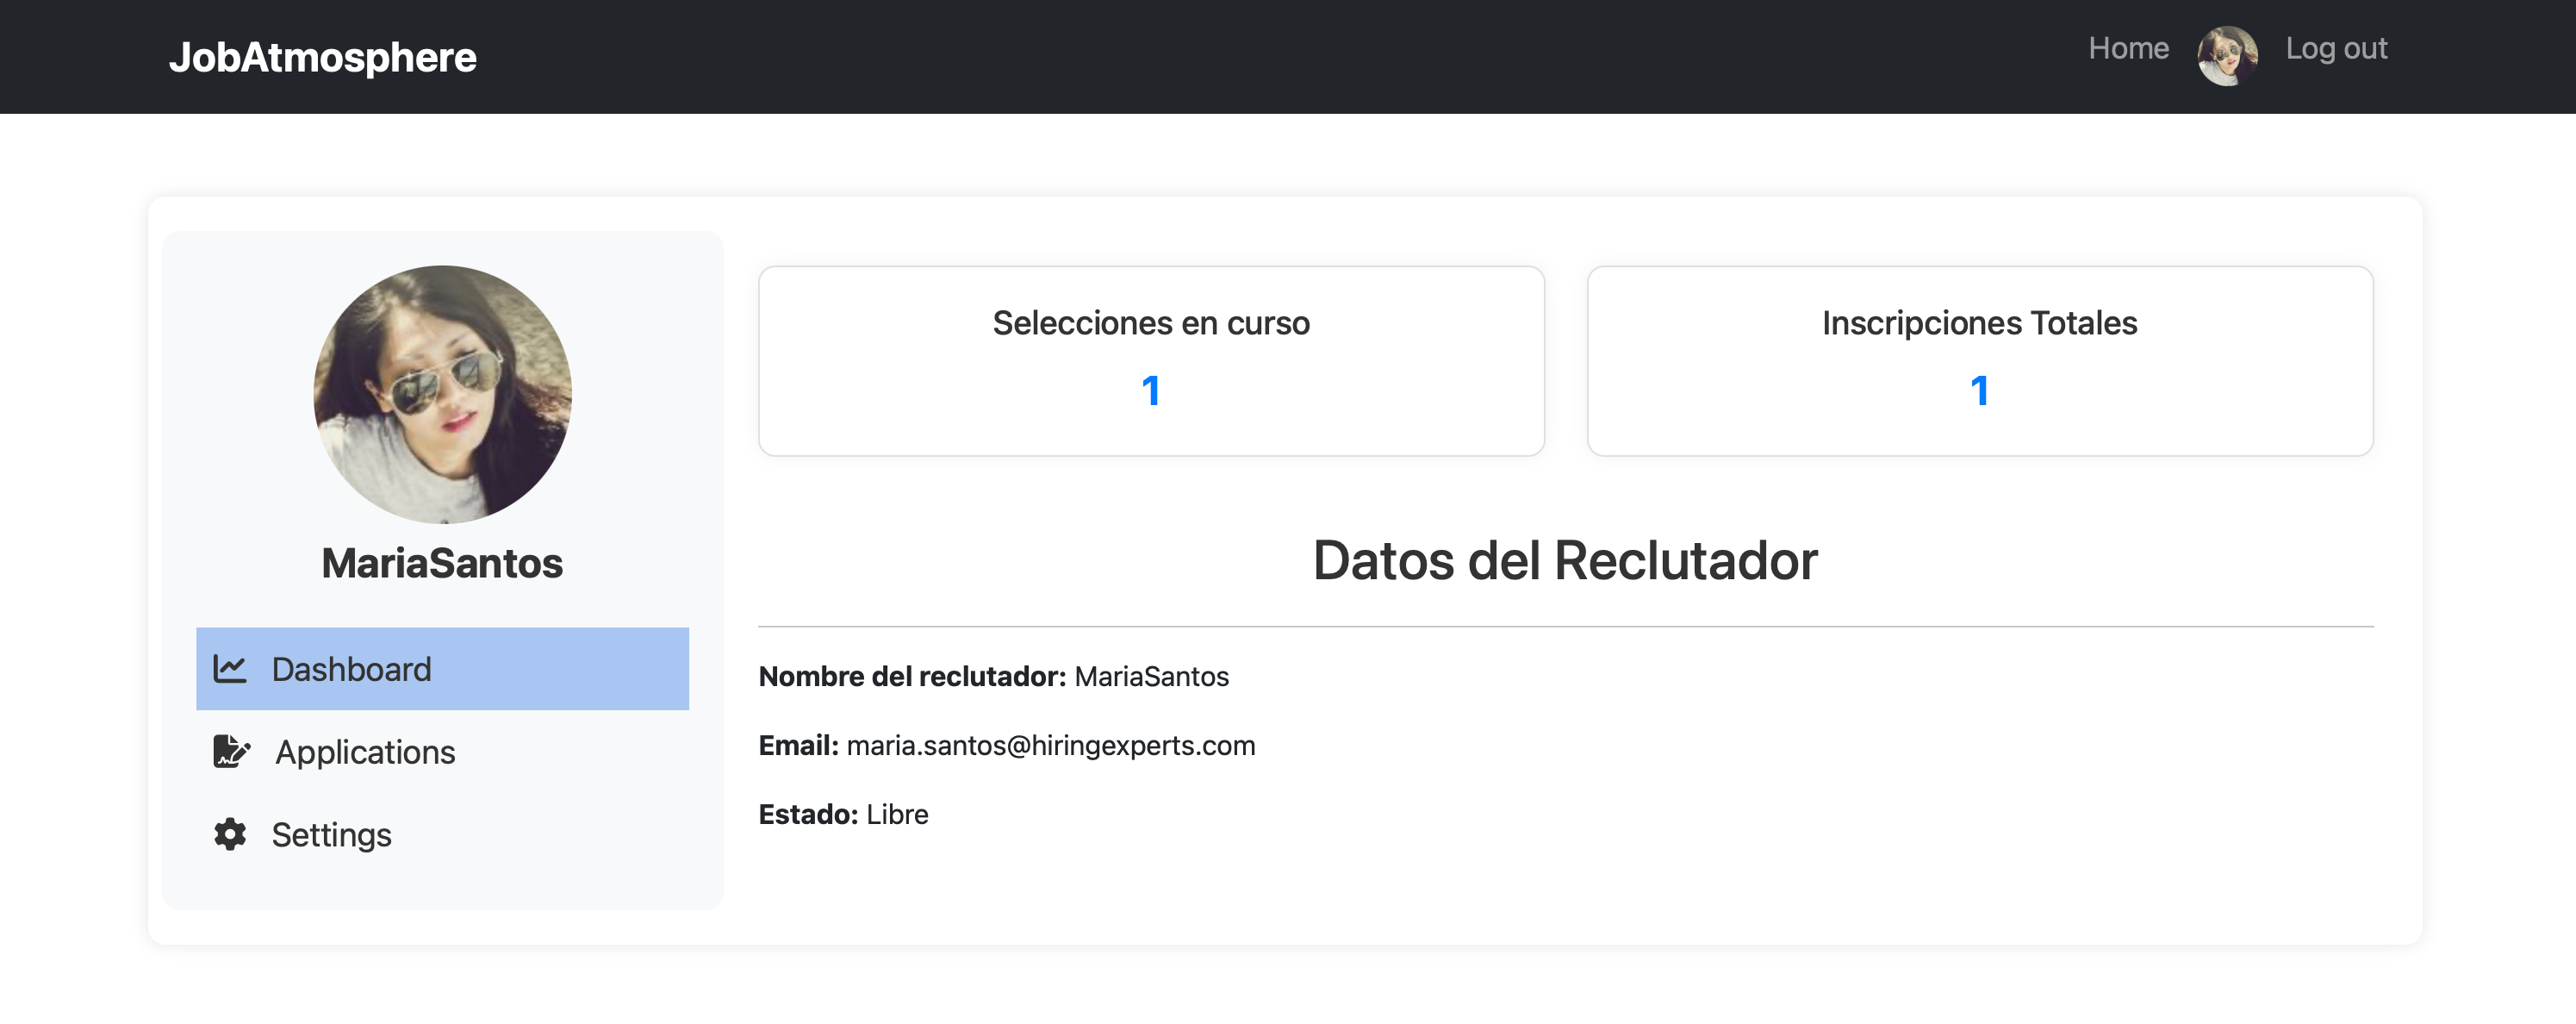 JobAtmosphere
Home
Log out
MariaSantos
Dashboard
Applications
Settings
Selecciones en curso
1
Inscripciones Totales
1
Datos del Reclutador
Nombre del reclutador: MariaSantos
Email: maria.santos@hiringexperts.com
Estado: Libre